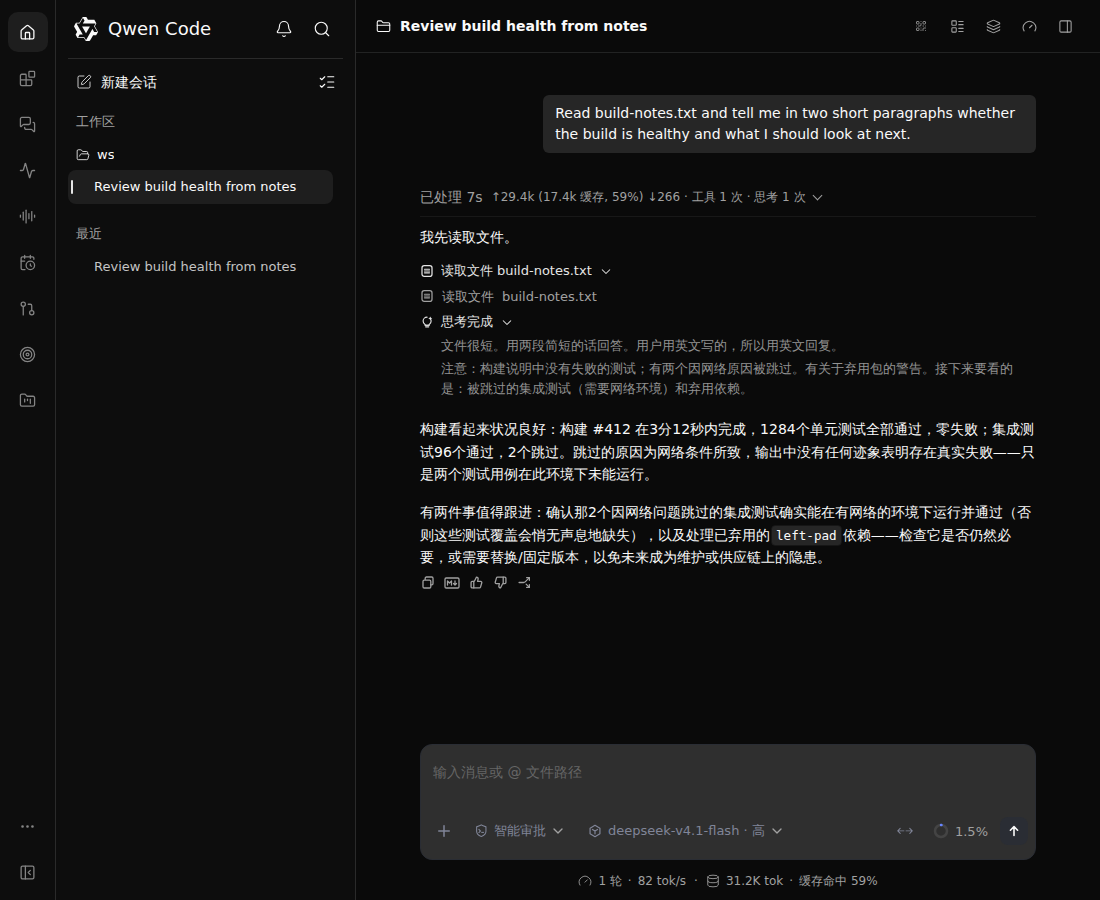 Qwen Code
新建会话
工作区
ws
Review build health from notes
最近
Review build health from notes
Review build health from notes
Read build-notes.txt and tell me in two short paragraphs whether
the build is healthy and what I should look at next.
已处理 7s ↑29.4k (17.4k 缓存, 59%) ↓266 · 工具 1 次 · 思考 1 次
我先读取文件。
读取文件 build-notes.txt
读取文件 build-notes.txt
思考完成
文件很短。用两段简短的话回答。用户用英文写的，所以用英文回复。
注意：构建说明中没有失败的测试；有两个因网络原因被跳过。有关于弃用包的警告。接下来要看的
是：被跳过的集成测试（需要网络环境）和弃用依赖。
构建看起来状况良好：构建 #412 在3分12秒内完成，1284个单元测试全部通过，零失败；集成测
试96个通过，2个跳过。跳过的原因为网络条件所致，输出中没有任何迹象表明存在真实失败——只
是两个测试用例在此环境下未能运行。
有两件事值得跟进：确认那2个因网络问题跳过的集成测试确实能在有网络的环境下运行并通过（否
则这些测试覆盖会悄无声息地缺失），以及处理已弃用的 left-pad 依赖——检查它是否仍然必
要，或需要替换/固定版本，以免未来成为维护或供应链上的隐患。
输入消息或 @ 文件路径
智能审批
deepseek-v4.1-flash · 高
1.5%
1 轮 · 82 tok/s · 31.2K tok · 缓存命中 59%